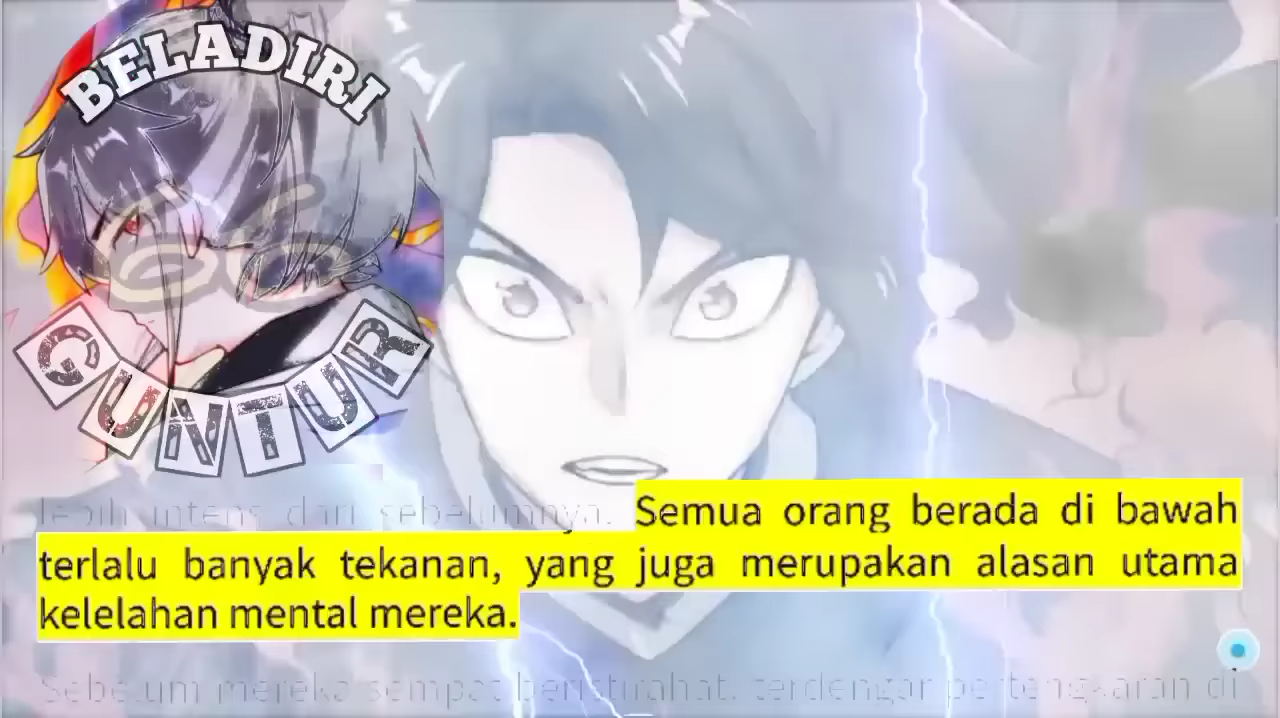 BELADIRI
GUNTUR
lebih intens dari sebelumnya. Semua orang berada di bawah
terlalu banyak tekanan, yang juga merupakan alasan utama
kelelahan mental mereka.
Sebelum mereka sempat beristirahat, terdengar pertengkaran di